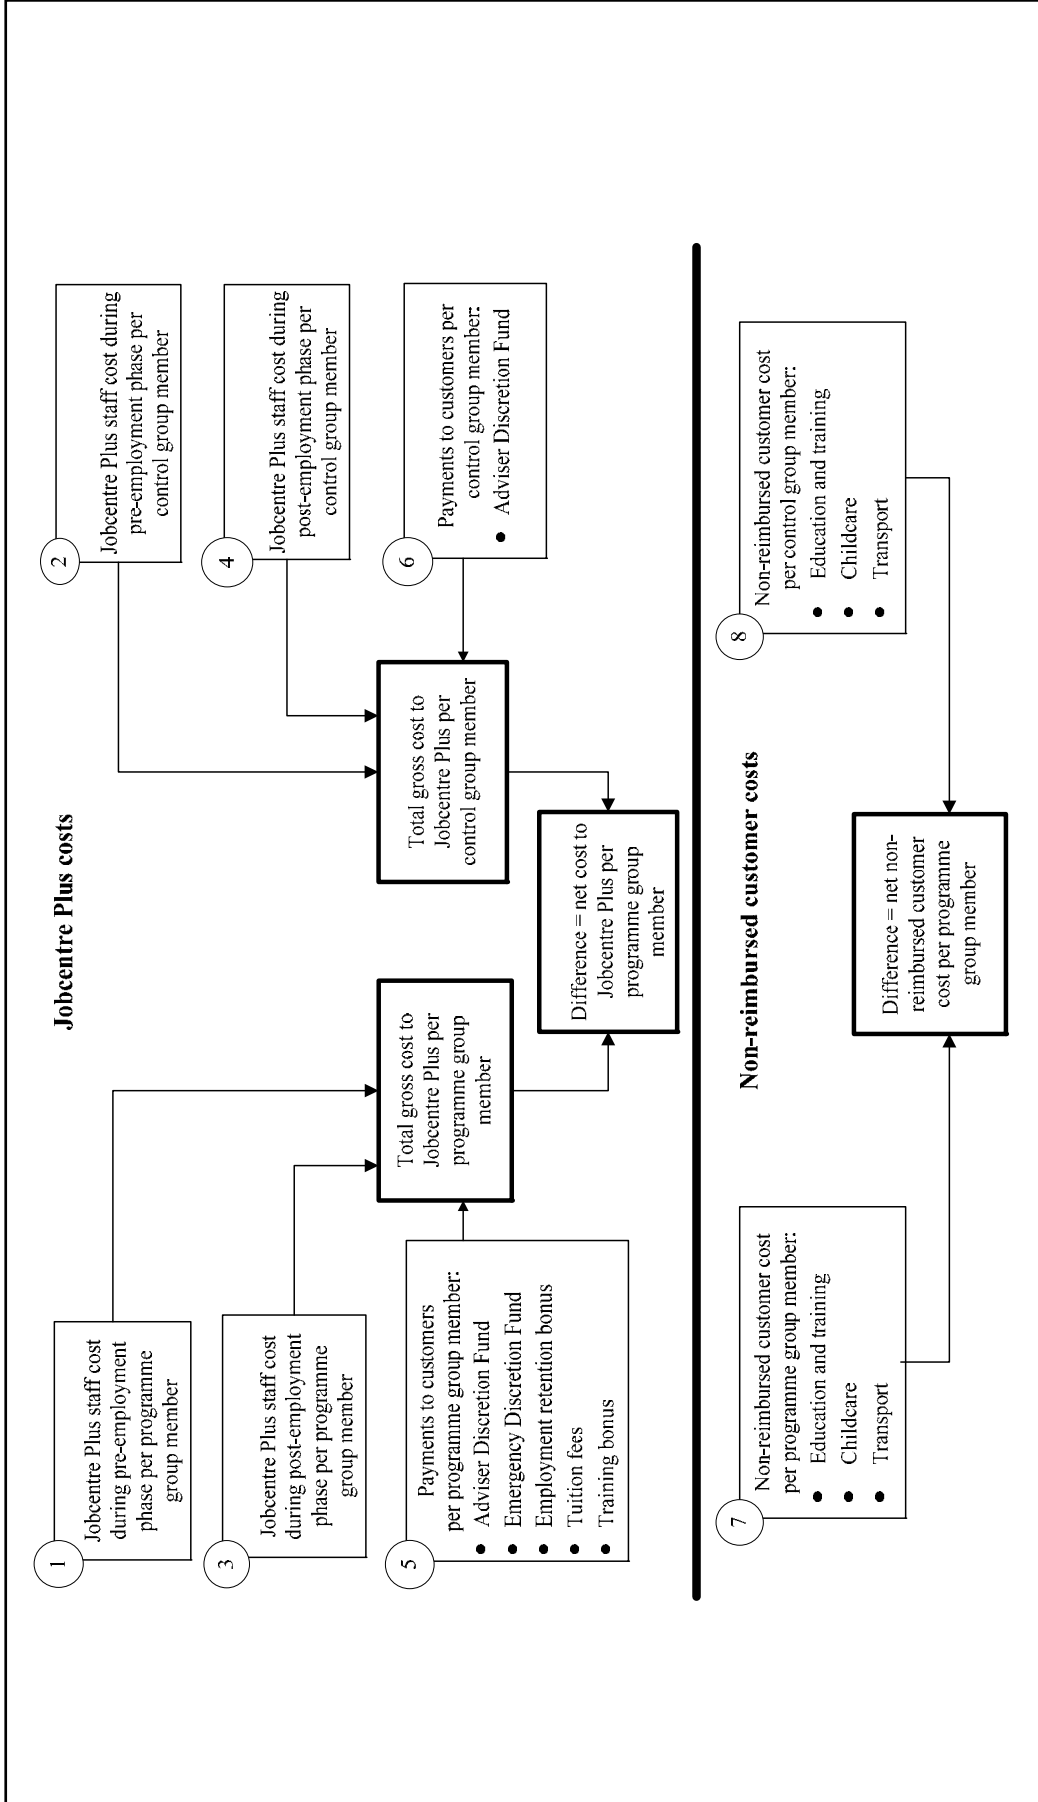 Jobcentre Plus costs
1
Jobcentre Plus staff cost
during pre-employment
phase per programme
group member
2
Jobcentre Plus staff cost during
pre-employment phase per
control group member
3
Jobcentre Plus staff cost
during post-employment
phase per programme
group member
4
Jobcentre Plus staff cost during
post-employment phase per
control group member
5
Payments to customers
per programme group member:
● Adviser Discretion Fund
● Emergency Discretion Fund
● Employment retention bonus
● Tuition fees
● Training bonus
Total gross cost to
Jobcentre Plus per
programme group
member
Total gross cost to
Jobcentre Plus per
control group member
6
Payments to customers per
control group member:
● Adviser Discretion Fund
Difference = net cost to
Jobcentre Plus per
programme group
member
Non-reimbursed customer costs
7
Non-reimbursed customer cost
per programme group member:
● Education and training
● Childcare
● Transport
8
Non-reimbursed customer cost
per control group member:
● Education and training
● Childcare
● Transport
Difference = net non-
reimbursed customer
cost per programme
group member